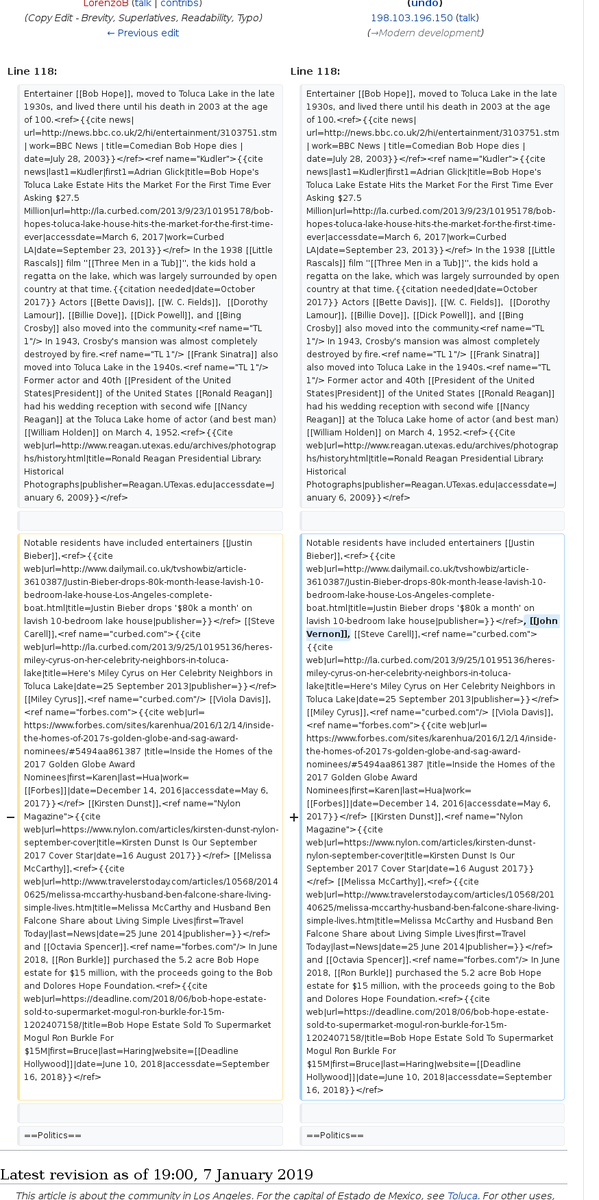 LorenzoB (talk | contribs)
(Copy Edit - Brevity, Superlatives, Readability, Typo)
← Previous edit
(undo)
198.103.196.150 (talk)
(→Modern development)
Line 118:
Line 118:
Entertainer [[Bob Hope]], moved to Toluca Lake in the late
1930s, and lived there until his death in 2003 at the age
of 100.<ref>{{cite news|
url=http://news.bbc.co.uk/2/hi/entertainment/3103751.stm
| work=BBC News | title=Comedian Bob Hope dies |
date=July 28, 2003}}</ref><ref name="Kudler">{{cite
news|last1=Kudler|first1=Adrian Glick|title=Bob Hope's
Toluca Lake Estate Hits the Market For the First Time Ever
Asking $27.5
Million|url=http://la.curbed.com/2013/9/23/10195178/bob-
hopes-toluca-lake-house-hits-the-market-for-the-first-time-
ever|accessdate=March 6, 2017|work=Curbed
LA|date=September 23, 2013}}</ref> In the 1938 [[Little
Rascals]] film ''[[Three Men in a Tub]]'', the kids hold a
regatta on the lake, which was largely surrounded by open
country at that time.{{citation needed|date=October
2017}} Actors [[Bette Davis]], [[W. C. Fields]],  [[Dorothy
Lamour]], [[Billie Dove]], [[Dick Powell]], and [[Bing
Crosby]] also moved into the community.<ref name="TL
1"/> In 1943, Crosby's mansion was almost completely
destroyed by fire.<ref name="TL 1"/> [[Frank Sinatra]] also
moved into Toluca Lake in the 1940s.<ref name="TL 1"/>
Former actor and 40th [[President of the United
States|President]] of the United States [[Ronald Reagan]]
had his wedding reception with second wife [[Nancy
Reagan]] at the Toluca Lake home of actor (and best man)
[[William Holden]] on March 4, 1952.<ref>{{Cite
web|url=http://www.reagan.utexas.edu/archives/photograp
hs/history.html|title=Ronald Reagan Presidential Library:
Historical
Photographs|publisher=Reagan.UTexas.edu|accessdate=J
anuary 6, 2009}}</ref>
Entertainer [[Bob Hope]], moved to Toluca Lake in the late
1930s, and lived there until his death in 2003 at the age
of 100.<ref>{{cite news|
url=http://news.bbc.co.uk/2/hi/entertainment/3103751.stm
| work=BBC News | title=Comedian Bob Hope dies |
date=July 28, 2003}}</ref><ref name="Kudler">{{cite
news|last1=Kudler|first1=Adrian Glick|title=Bob Hope's
Toluca Lake Estate Hits the Market For the First Time Ever
Asking $27.5
Million|url=http://la.curbed.com/2013/9/23/10195178/bob-
hopes-toluca-lake-house-hits-the-market-for-the-first-time-
ever|accessdate=March 6, 2017|work=Curbed
LA|date=September 23, 2013}}</ref> In the 1938 [[Little
Rascals]] film ''[[Three Men in a Tub]]'', the kids hold a
regatta on the lake, which was largely surrounded by open
country at that time.{{citation needed|date=October
2017}} Actors [[Bette Davis]], [[W. C. Fields]],  [[Dorothy
Lamour]], [[Billie Dove]], [[Dick Powell]], and [[Bing
Crosby]] also moved into the community.<ref name="TL
1"/> In 1943, Crosby's mansion was almost completely
destroyed by fire.<ref name="TL 1"/> [[Frank Sinatra]] also
moved into Toluca Lake in the 1940s.<ref name="TL 1"/>
Former actor and 40th [[President of the United
States|President]] of the United States [[Ronald Reagan]]
had his wedding reception with second wife [[Nancy
Reagan]] at the Toluca Lake home of actor (and best man)
[[William Holden]] on March 4, 1952.<ref>{{Cite
web|url=http://www.reagan.utexas.edu/archives/photograp
hs/history.html|title=Ronald Reagan Presidential Library:
Historical
Photographs|publisher=Reagan.UTexas.edu|accessdate=J
anuary 6, 2009}}</ref>
−
Notable residents have included entertainers [[Justin
Bieber]],<ref>{{cite
web|url=http://www.dailymail.co.uk/tvshowbiz/article-
3610387/Justin-Bieber-drops-80k-month-lease-lavish-10-
bedroom-lake-house-Los-Angeles-complete-
boat.html|title=Justin Bieber drops '$80k a month' on
lavish 10-bedroom lake house|publisher=}}</ref> [[Steve
Carell]],<ref name="curbed.com">{{cite
web|url=http://la.curbed.com/2013/9/25/10195136/heres-
miley-cyrus-on-her-celebrity-neighbors-in-toluca-
lake|title=Here's Miley Cyrus on Her Celebrity Neighbors in
Toluca Lake|date=25 September 2013|publisher=}}</ref>
[[Miley Cyrus]],<ref name="curbed.com"/> [[Viola Davis]],
<ref name="forbes.com">{{cite web|url=
https://www.forbes.com/sites/karenhua/2016/12/14/inside-
the-homes-of-2017s-golden-globe-and-sag-award-
nominees/#5494aa861387 |title=Inside the Homes of the
2017 Golden Globe Award
Nominees|first=Karen|last=Hua|work=
[[Forbes]]|date=December 14, 2016|accessdate=May 6,
2017}}</ref> [[Kirsten Dunst]],<ref name="Nylon
Magazine">{{cite
web|url=https://www.nylon.com/articles/kirsten-dunst-nylon-
september-cover|title=Kirsten Dunst Is Our September
2017 Cover Star|date=16 August 2017}}</ref> [[Melissa
McCarthy]],<ref>{{cite
web|url=http://www.travelerstoday.com/articles/10568/2014
0625/melissa-mccarthy-husband-ben-falcone-share-living-
simple-lives.htm|title=Melissa McCarthy and Husband Ben
Falcone Share about Living Simple Lives|first=Travel
Today|last=News|date=25 June 2014|publisher=}}</ref>
and [[Octavia Spencer]].<ref name="forbes.com"/> In June
2018, [[Ron Burkle]] purchased the 5.2 acre Bob Hope
estate for $15 million, with the proceeds going to the Bob
and Dolores Hope Foundation.<ref>{{cite
web|url=https://deadline.com/2018/06/bob-hope-estate-
sold-to-supermarket-mogul-ron-burkle-for-15m-
1202407158/|title=Bob Hope Estate Sold To Supermarket
Mogul Ron Burkle For
$15M|first=Bruce|last=Haring|website=[[Deadline
Hollywood]]|date=June 10, 2018|accessdate=September
16, 2018}}</ref>
+
Notable residents have included entertainers [[Justin
Bieber]],<ref>{{cite
web|url=http://www.dailymail.co.uk/tvshowbiz/article-
3610387/Justin-Bieber-drops-80k-month-lease-lavish-10-
bedroom-lake-house-Los-Angeles-complete-
boat.html|title=Justin Bieber drops '$80k a month' on
lavish 10-bedroom lake house|publisher=}}</ref>, [[John
Vernon]], [[Steve Carell]],<ref name="curbed.com">
{{cite
web|url=http://la.curbed.com/2013/9/25/10195136/heres-
miley-cyrus-on-her-celebrity-neighbors-in-toluca-
lake|title=Here's Miley Cyrus on Her Celebrity Neighbors in
Toluca Lake|date=25 September 2013|publisher=}}</ref>
[[Miley Cyrus]],<ref name="curbed.com"/> [[Viola Davis]],
<ref name="forbes.com">{{cite web|url=
https://www.forbes.com/sites/karenhua/2016/12/14/inside-
the-homes-of-2017s-golden-globe-and-sag-award-
nominees/#5494aa861387 |title=Inside the Homes of the
2017 Golden Globe Award
Nominees|first=Karen|last=Hua|work=
[[Forbes]]|date=December 14, 2016|accessdate=May 6,
2017}}</ref> [[Kirsten Dunst]],<ref name="Nylon
Magazine">{{cite
web|url=https://www.nylon.com/articles/kirsten-
dunst-nylon-september-cover|title=Kirsten Dunst Is Our
September 2017 Cover Star|date=16 August 2017}}
</ref> [[Melissa McCarthy]],<ref>{{cite
web|url=http://www.travelerstoday.com/articles/10568/201
40625/melissa-mccarthy-husband-ben-falcone-share-living-
simple-lives.htm|title=Melissa McCarthy and Husband Ben
Falcone Share about Living Simple Lives|first=Travel
Today|last=News|date=25 June 2014|publisher=}}</ref>
and [[Octavia Spencer]].<ref name="forbes.com"/> In June
2018, [[Ron Burkle]] purchased the 5.2 acre Bob Hope
estate for $15 million, with the proceeds going to the Bob
and Dolores Hope Foundation.<ref>{{cite
web|url=https://deadline.com/2018/06/bob-hope-estate-
sold-to-supermarket-mogul-ron-burkle-for-15m-
1202407158/|title=Bob Hope Estate Sold To Supermarket
Mogul Ron Burkle For
$15M|first=Bruce|last=Haring|website=[[Deadline
Hollywood]]|date=June 10, 2018|accessdate=September
16, 2018}}</ref>
==Politics==
==Politics==
Latest revision as of 19:00, 7 January 2019
This article is about the community in Los Angeles. For the capital of Estado de Mexico, see Toluca. For other uses,